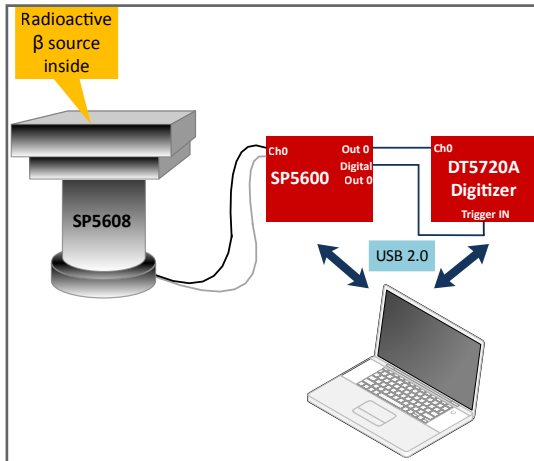 Radioactive
β source
inside
SP5608
Ch0
Out 0
Digital
Out 0
SP5600
Ch0
DT5720A
Digitizer
Trigger IN
USB 2.0